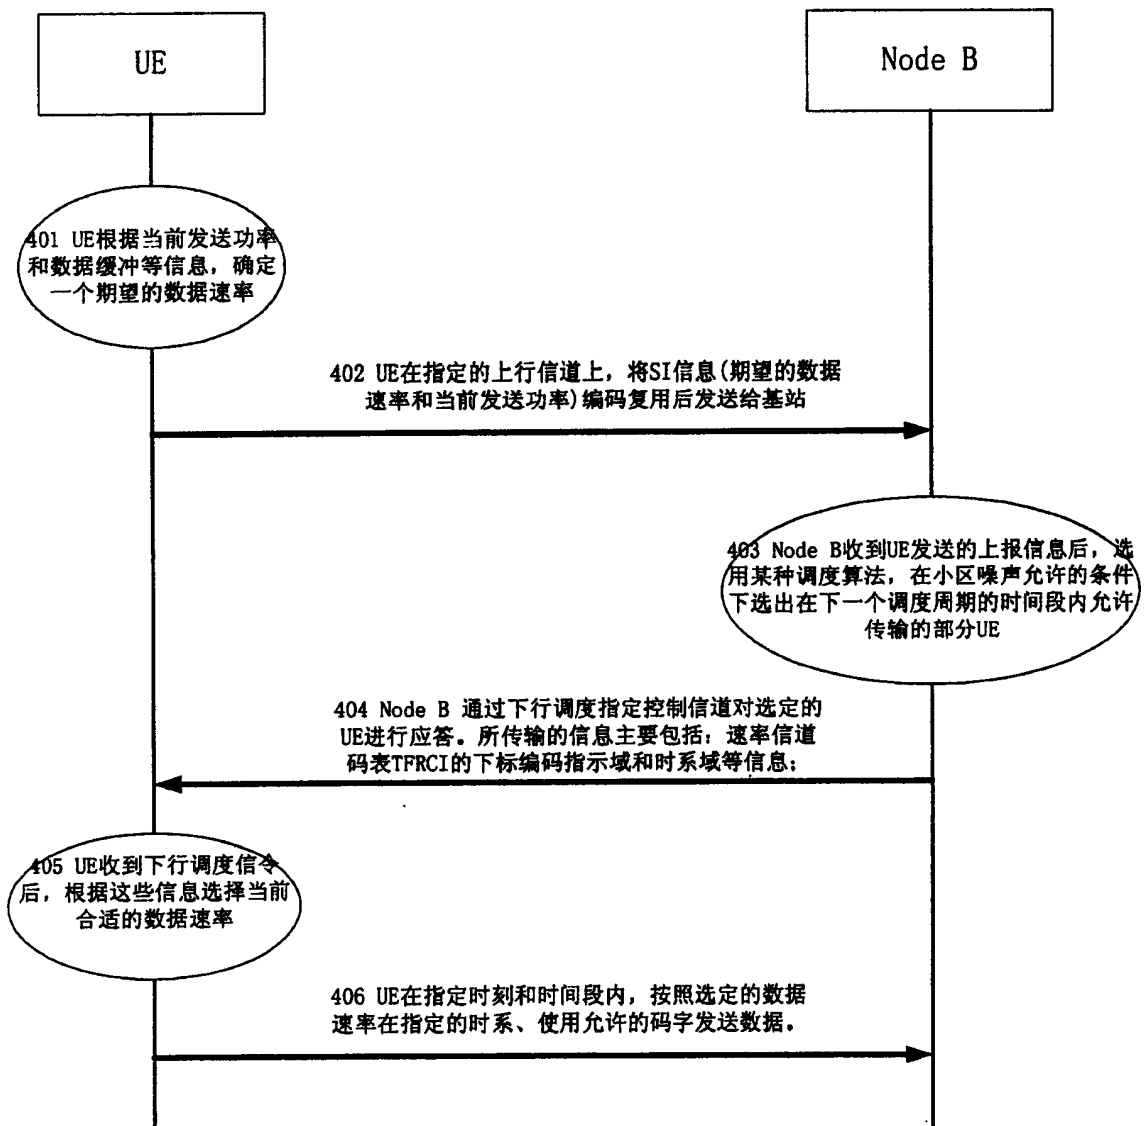 UE
Node B
401 UE根据当前发送功率
和数据缓冲等信息，确定
一个期望的数据速率
402 UE在指定的上行信道上，将SI信息(期望的数据
速率和当前发送功率)编码复用后发送给基站
403 Node B收到UE发送的上报信息后，选
用某种调度算法，在小区噪声允许的条件
下选出在下一个调度周期的时间段内允许
传输的部分UE
404 Node B 通过下行调度指定控制信道对选定的
UE进行应答。所传输的信息主要包括：速率信道
码表TFRCI的下标编码指示域和时系域等信息；
405 UE收到下行调度信令
后，根据这些信息选择当前
合适的数据速率
406 UE在指定时刻和时间段内，按照选定的数据
速率在指定的时系、使用允许的码字发送数据。